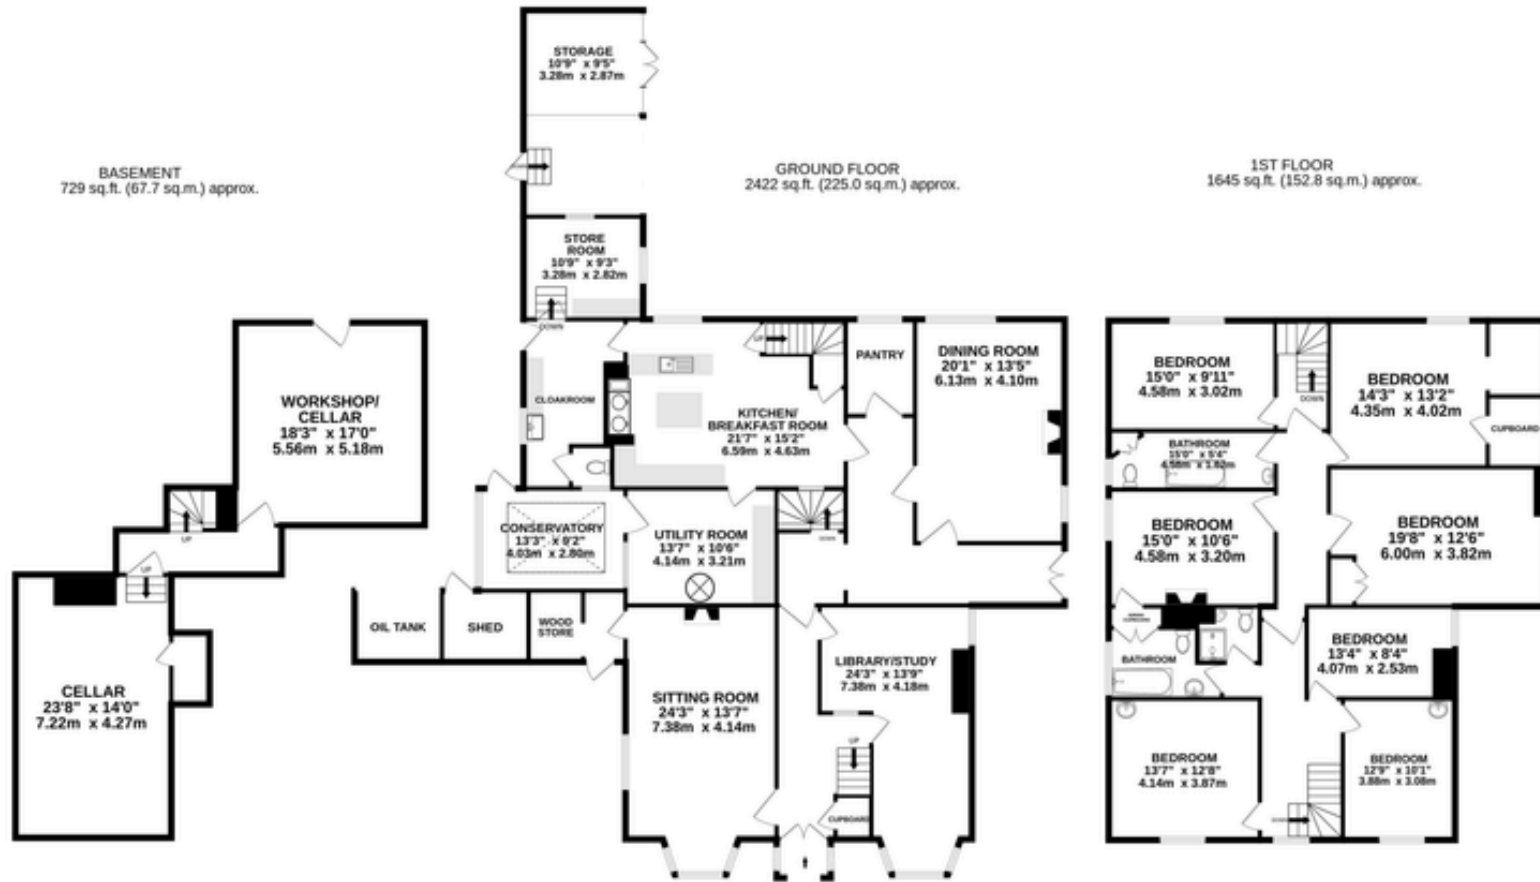 BASEMENT
729 sq.ft. (67.7 sq.m.) approx.
GROUND FLOOR
2422 sq.ft. (225.0 sq.m.) approx.
1ST FLOOR
1645 sq.ft. (152.8 sq.m.) approx.
WORKSHOP/
CELLAR
18'3" x 17'0"
5.56m x 5.18m
UP
UP
CELLAR
23'8" x 14'0"
7.22m x 4.27m
STORAGE
10'9" x 9'5"
3.28m x 2.87m
STORE
ROOM
10'9" x 9'3"
3.28m x 2.82m
DOWN
CLOAKROOM
UP
KITCHEN/
BREAKFAST ROOM
21'7" x 15'2"
6.59m x 4.63m
PANTRY
DINING ROOM
20'1" x 13'5"
6.13m x 4.10m
CONSERVATORY
13'3" x 9'2"
4.03m x 2.80m
UTILITY ROOM
13'7" x 10'6"
4.14m x 3.21m
DOWN
OIL TANK
SHED
WOOD
STORE
SITTING ROOM
24'3" x 13'7"
7.38m x 4.14m
LIBRARY/STUDY
24'3" x 13'9"
7.38m x 4.18m
UP
CUPBOARD
BEDROOM
15'0" x 9'11"
4.58m x 3.02m
DOWN
BEDROOM
14'3" x 13'2"
4.35m x 4.02m
CUPBOARD
BATHROOM
15'0" x 5'4"
4.58m x 1.62m
BEDROOM
15'0" x 10'6"
4.58m x 3.20m
BEDROOM
19'8" x 12'6"
6.00m x 3.82m
BATHROOM
BEDROOM
13'4" x 8'4"
4.07m x 2.53m
BEDROOM
13'7" x 12'8"
4.14m x 3.87m
DOWN
BEDROOM
12'9" x 10'1"
3.88m x 3.08m